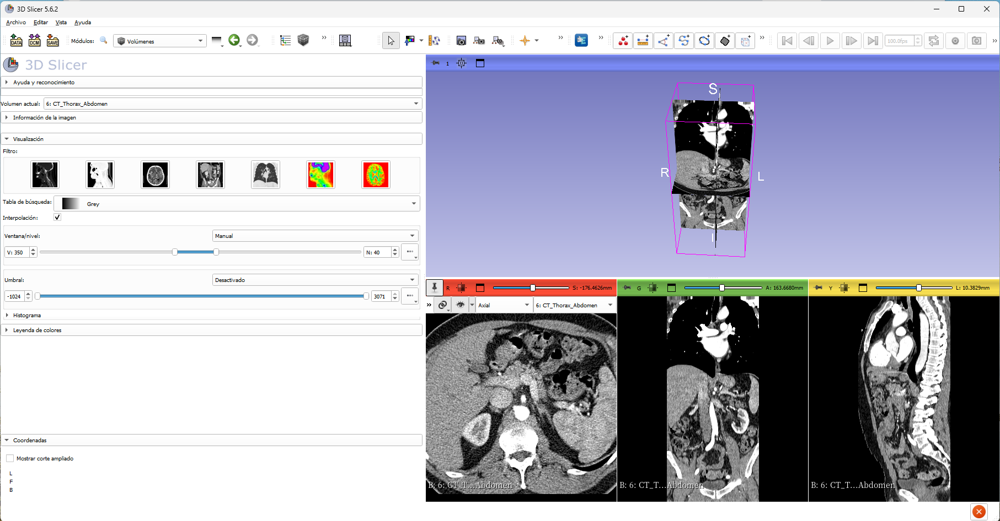 3D Slicer 5.6.2
Archivo Editar Vista Ayuda
DATA DCM SAVE Módulos: Volúmenes » » » » 100.0fps »
3D Slicer
Ayuda y reconocimiento
Volumen actual: 6: CT_Thorax_Abdomen
Información de la imagen
Visualización
Filtro:
Tabla de búsqueda: Grey
Interpolación:
Ventana/nivel: Manual
V: 350 N: 40
Umbral: Desactivado
-1024 3071
Histograma
Leyenda de colores
Coordenadas
Mostrar corte ampliado
L
F
B
1
S
R
L
I
R S: -176.4626mm
» Axial 6: CT_Thorax_Abdomen
B: 6: CT_T...Abdomen
G A: 163.6680mm
B: 6: CT_T...Abdomen
Y L: 10.3829mm
B: 6: CT_T...Abdomen